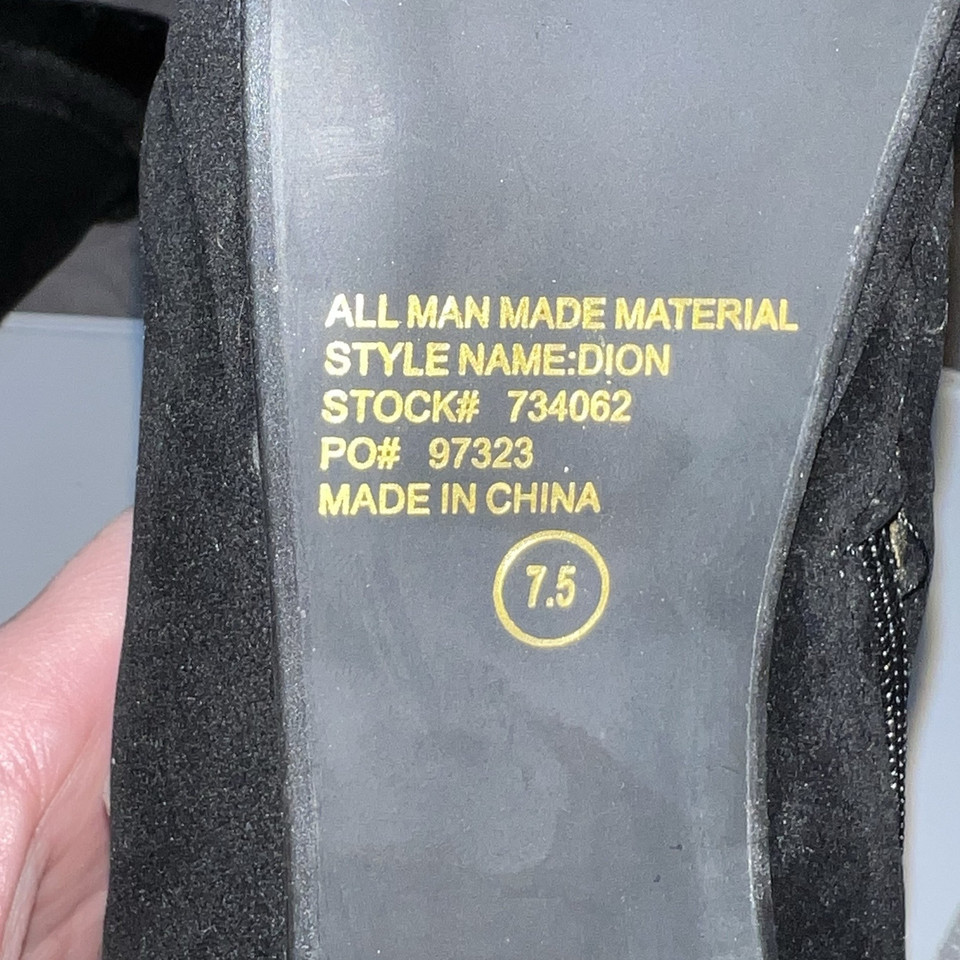 ALL MAN MADE MATERIAL
STYLE NAME:DION
STOCK# 734062
PO# 97323
MADE IN CHINA
7.5